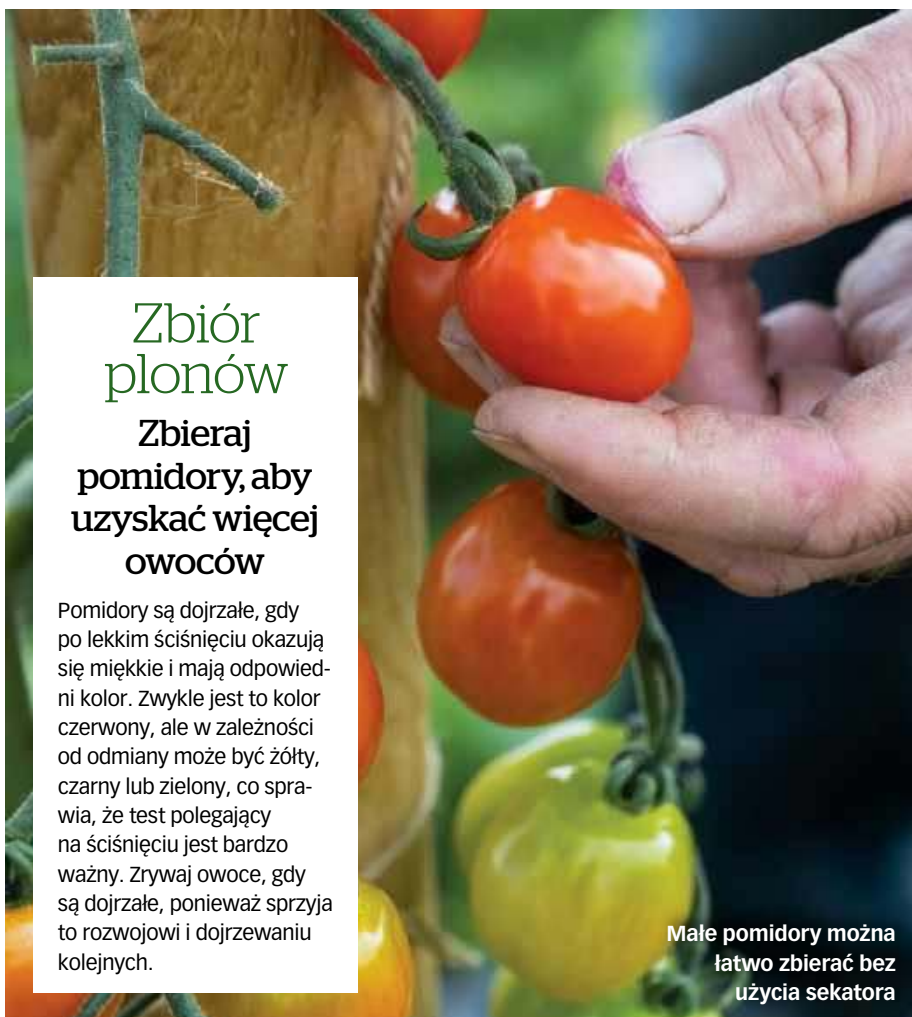 Zbiór
plonów
Zbieraj
pomidory, aby
uzyskać więcej
owoców
Pomidory są dojrzałe, gdy
po lekkim ściśnięciu okazują
się miękkie i mają odpowied-
ni kolor. Zwykle jest to kolor
czerwony, ale w zależności
od odmiany może być żółty,
czarny lub zielony, co spra-
wia, że test polegający
na ściśnięciu jest bardzo
ważny. Zrywaj owoce, gdy
są dojrzałe, ponieważ sprzyja
to rozwojowi i dojrzewaniu
kolejnych.
Małe pomidory można
łatwo zbierać bez
użycia sekatora